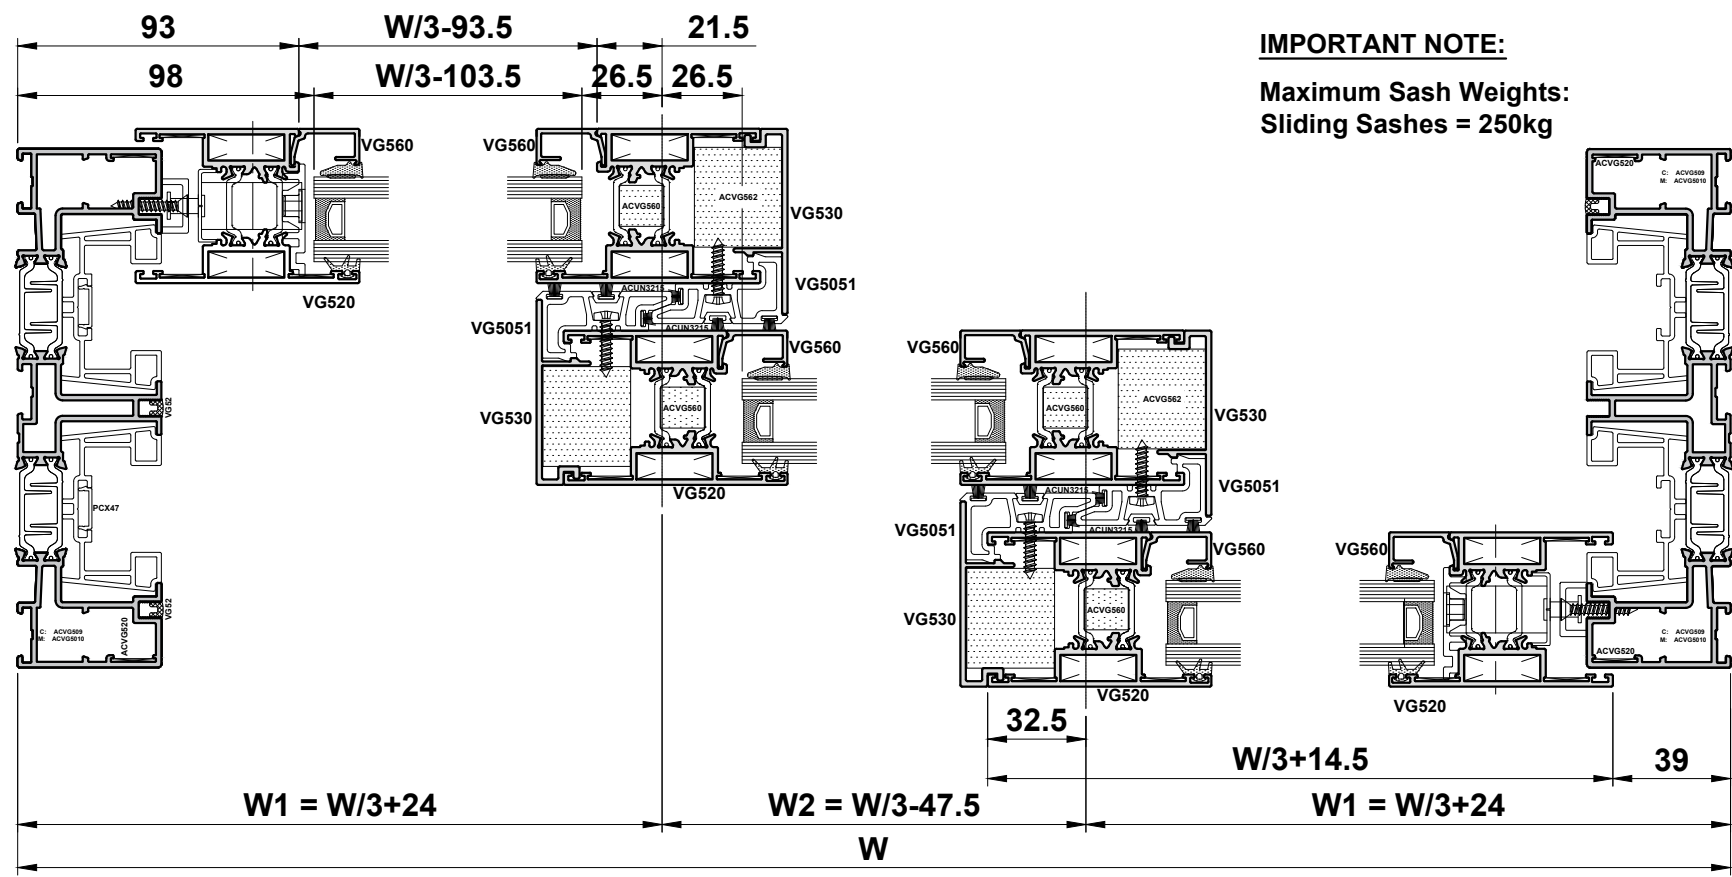 93 W/3-93.5 21.5
98 W/3-103.5 26.5 26.5
IMPORTANT NOTE:
Maximum Sash Weights:
Sliding Sashes = 250kg
VG560 VG560
ACVG560 ACVG562
VG530
VG520
VG5051
ACUN3215
VG5051
ACUN3215
VG560
VG530
ACVG560
VG520
VG52
PCX47
VG52
C: ACVG509
M: ACVG5010
ACVG520
VG560
ACVG560 ACVG562
VG530
VG5051
ACUN3215
VG5051
ACUN3215
VG560
VG530
ACVG560
VG520
ACVG520
C: ACVG509
M: ACVG5010
VG560
C: ACVG509
M: ACVG5010
ACVG520
VG520
32.5
W/3+14.5 39
W1 = W/3+24 W2 = W/3-47.5 W1 = W/3+24
W